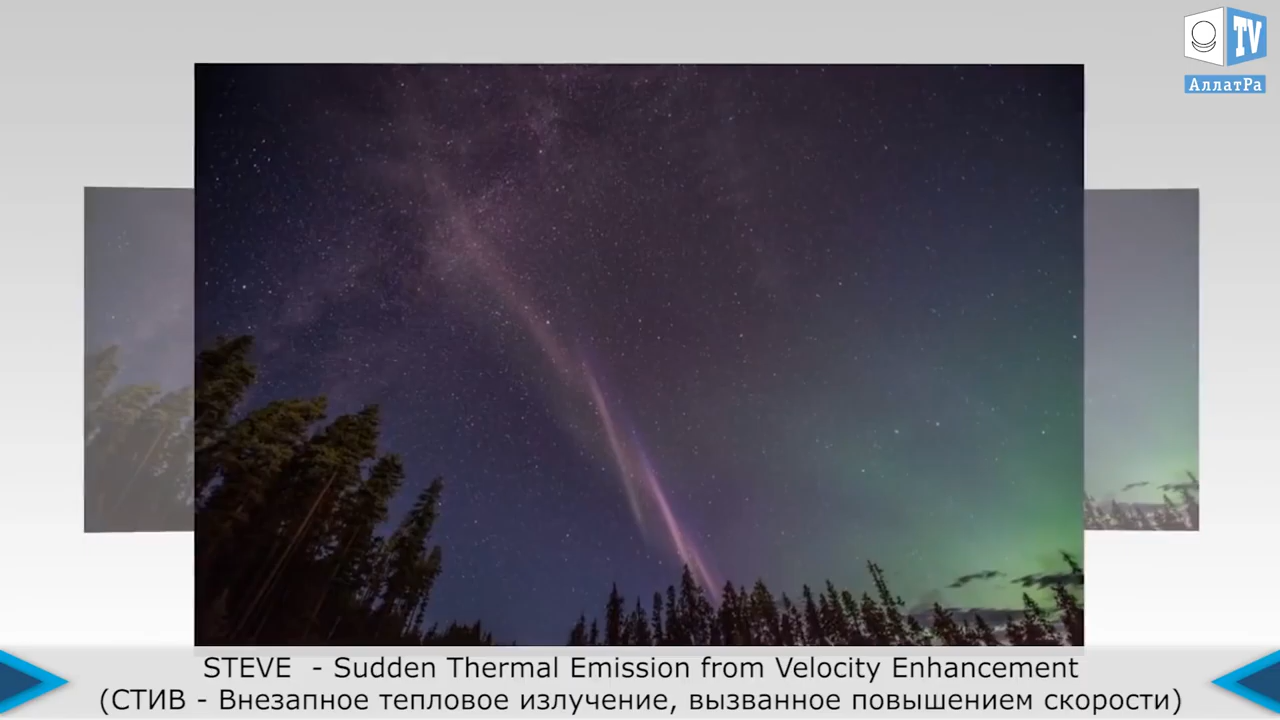 TV
АллатРа
STEVE - Sudden Thermal Emission from Velocity Enhancement
(СТИВ - Внезапное тепловое излучение, вызванное повышением скорости)